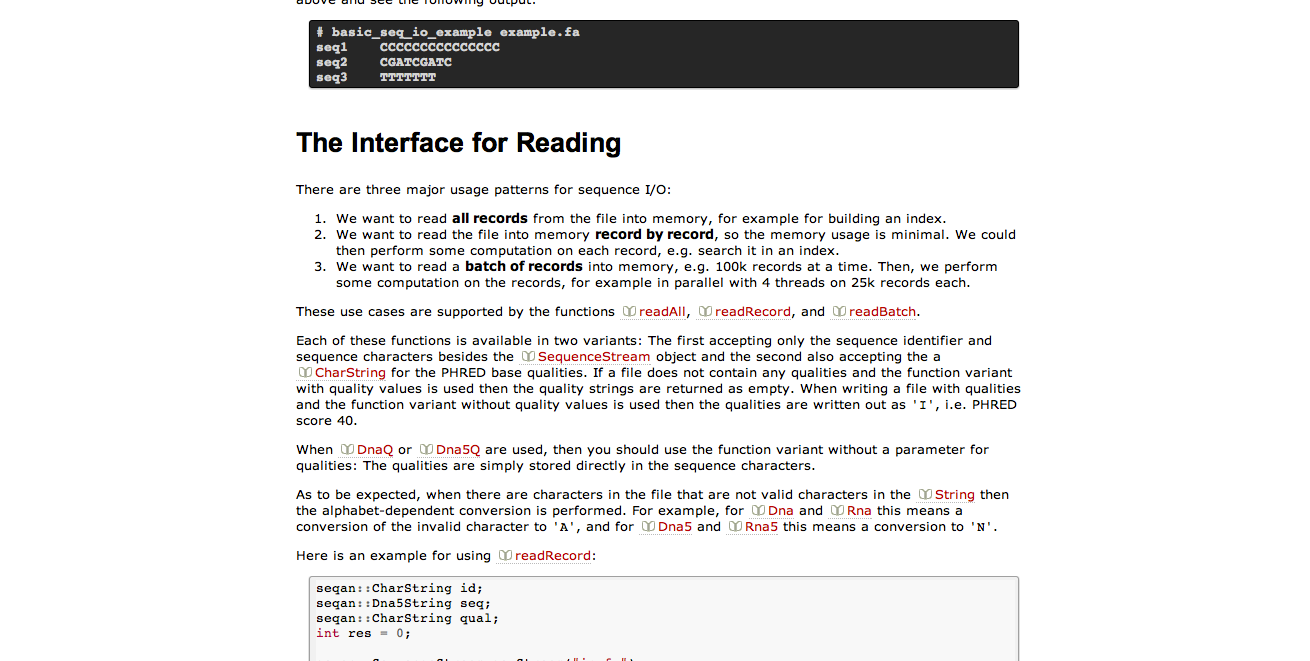 above and see the following output.
# basic_seq_io_example example.fa
seq1    CCCCCCCCCCCCCCC
seq2    CGATCGATC
seq3    TTTTTTT
The Interface for Reading
There are three major usage patterns for sequence I/O:
1. We want to read all records from the file into memory, for example for building an index.
2. We want to read the file into memory record by record, so the memory usage is minimal. We could
then perform some computation on each record, e.g. search it in an index.
3. We want to read a batch of records into memory, e.g. 100k records at a time. Then, we perform
some computation on the records, for example in parallel with 4 threads on 25k records each.
These use cases are supported by the functions readAll, readRecord, and readBatch.
Each of these functions is available in two variants: The first accepting only the sequence identifier and
sequence characters besides the SequenceStream object and the second also accepting the a
CharString for the PHRED base qualities. If a file does not contain any qualities and the function variant
with quality values is used then the quality strings are returned as empty. When writing a file with qualities
and the function variant without quality values is used then the qualities are written out as 'I', i.e. PHRED
score 40.
When DnaQ or Dna5Q are used, then you should use the function variant without a parameter for
qualities: The qualities are simply stored directly in the sequence characters.
As to be expected, when there are characters in the file that are not valid characters in the String then
the alphabet-dependent conversion is performed. For example, for Dna and Rna this means a
conversion of the invalid character to 'A', and for Dna5 and Rna5 this means a conversion to 'N'.
Here is an example for using readRecord:
seqan::CharString id;
seqan::Dna5String seq;
seqan::CharString qual;
int res = 0;